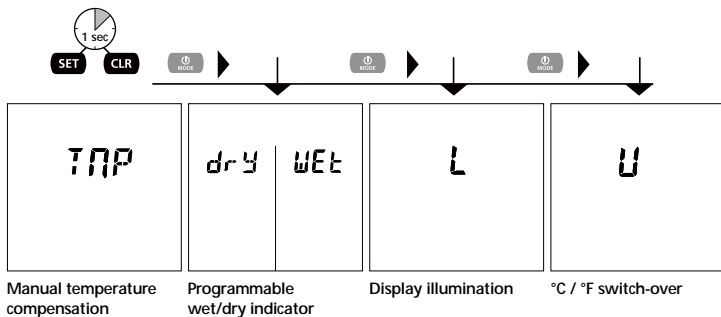 1 sec
SET CLR MODE MODE MODE
TMP
dry WEt
L
U
Manual temperature
compensation
Programmable
wet/dry indicator
Display illumination
°C / °F switch-over